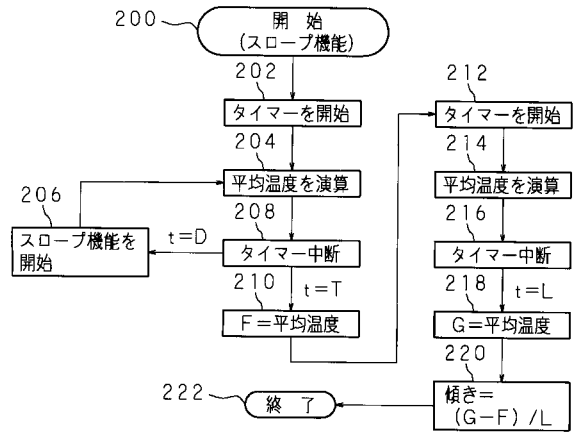 200
開 始
(スロープ機能)
202
タイマーを開始
204
平均温度を演算
206
スロープ機能を
開始
208
t=D
タイマー中断
210
t=T
F=平均温度
212
タイマーを開始
214
平均温度を演算
216
タイマー中断
218
t=L
G=平均温度
220
傾き=
(G-F)/L
222
終 了